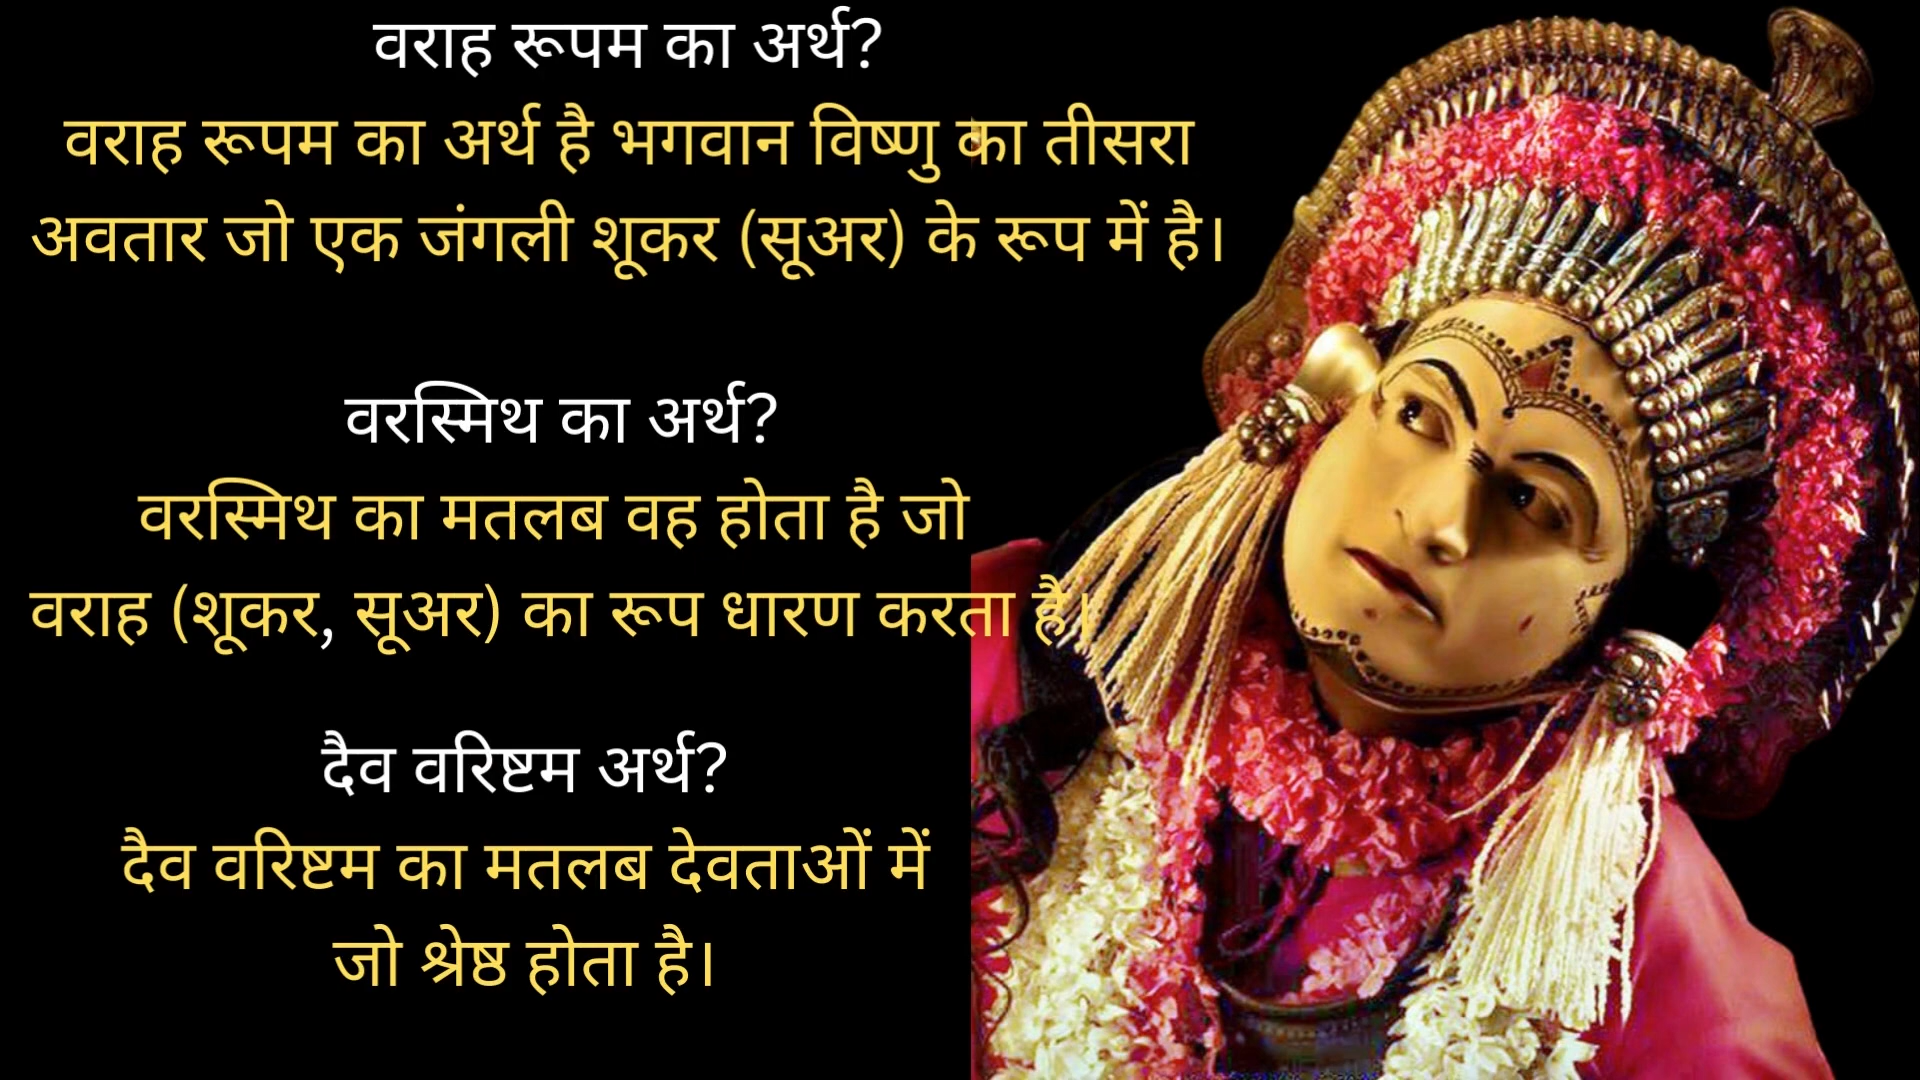 वराह रूपम का अर्थ?
वराह रूपम का अर्थ है भगवान विष्णु का तीसरा
अवतार जो एक जंगली शूकर (सूअर) के रूप में है।
वरस्मिथ का अर्थ?
वरस्मिथ का मतलब वह होता है जो
वराह (शूकर, सूअर) का रूप धारण करता है।
दैव वरिष्टम अर्थ?
दैव वरिष्टम का मतलब देवताओं में
जो श्रेष्ठ होता है।